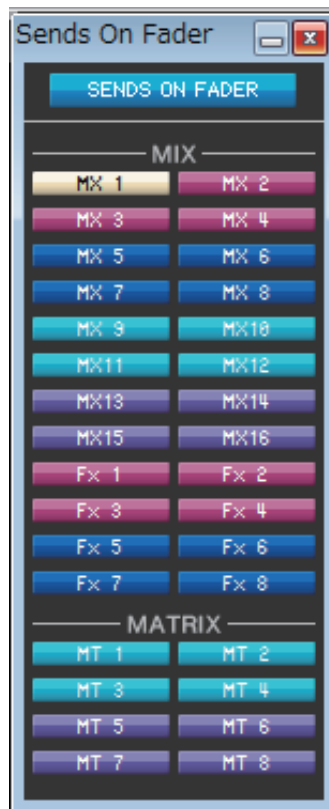 Sends On Fader
SENDS ON FADER
MIX
MX 1 MX 2
MX 3 MX 4
MX 5 MX 6
MX 7 MX 8
MX 9 MX10
MX11 MX12
MX13 MX14
MX15 MX16
Fx 1 Fx 2
Fx 3 Fx 4
Fx 5 Fx 6
Fx 7 Fx 8
MATRIX
MT 1 MT 2
MT 3 MT 4
MT 5 MT 6
MT 7 MT 8